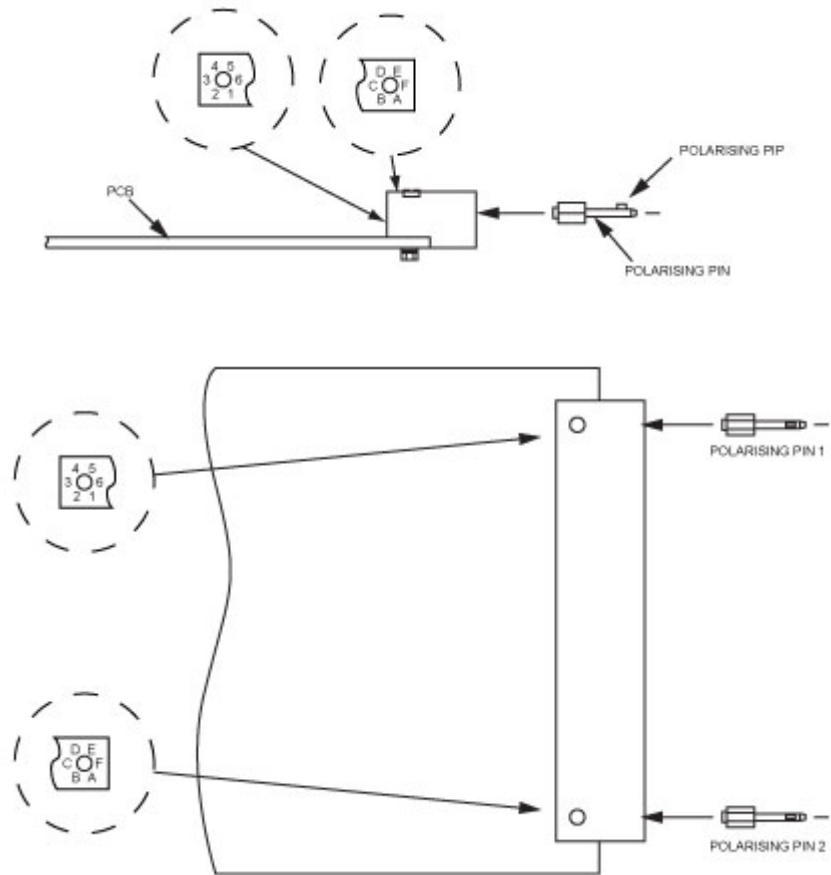 4 5
3 6
2 1
D E
C F
B A
POLARISING PIP
PCB
POLARISING PIN
4 5
3 6
2 1
POLARISING PIN 1
D E
C F
B A
POLARISING PIN 2